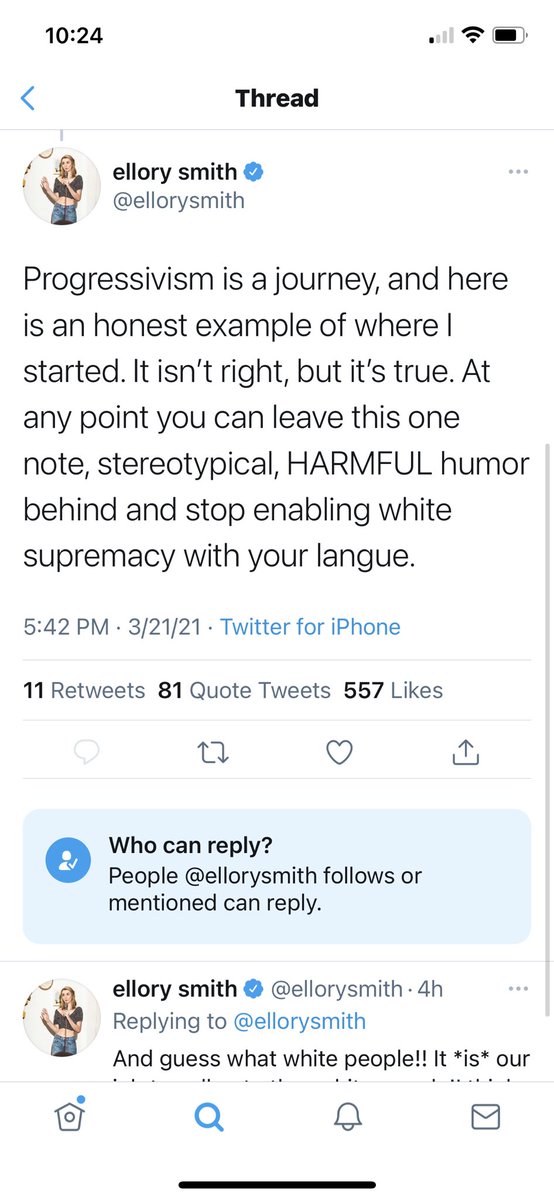 10:24
Thread
ellory smith
@ellorysmith
Progressivism is a journey, and here
is an honest example of where I
started. It isn't right, but it's true. At
any point you can leave this one
note, stereotypical, HARMFUL humor
behind and stop enabling white
supremacy with your langue.
5:42 PM · 3/21/21 · Twitter for iPhone
11 Retweets 81 Quote Tweets 557 Likes
Who can reply?
People @ellorysmith follows or
mentioned can reply.
ellory smith @ellorysmith · 4h
Replying to @ellorysmith
And guess what white people!! It *is* our